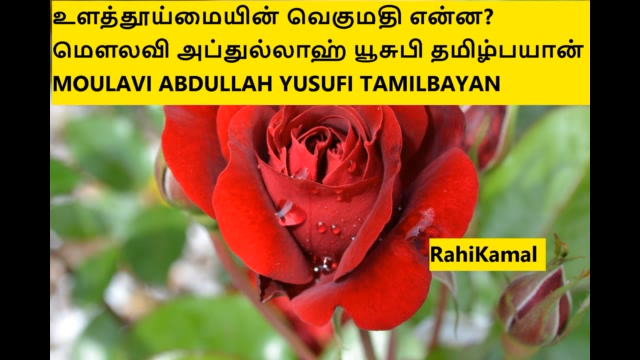 உளத்தூய்மையின் வெகுமதி என்ன?
மௌலவி அப்துல்லாஹ் யூசுபி தமிழ்பயான்
MOULAVI ABDULLAH YUSUFI TAMILBAYAN
RahiKamal